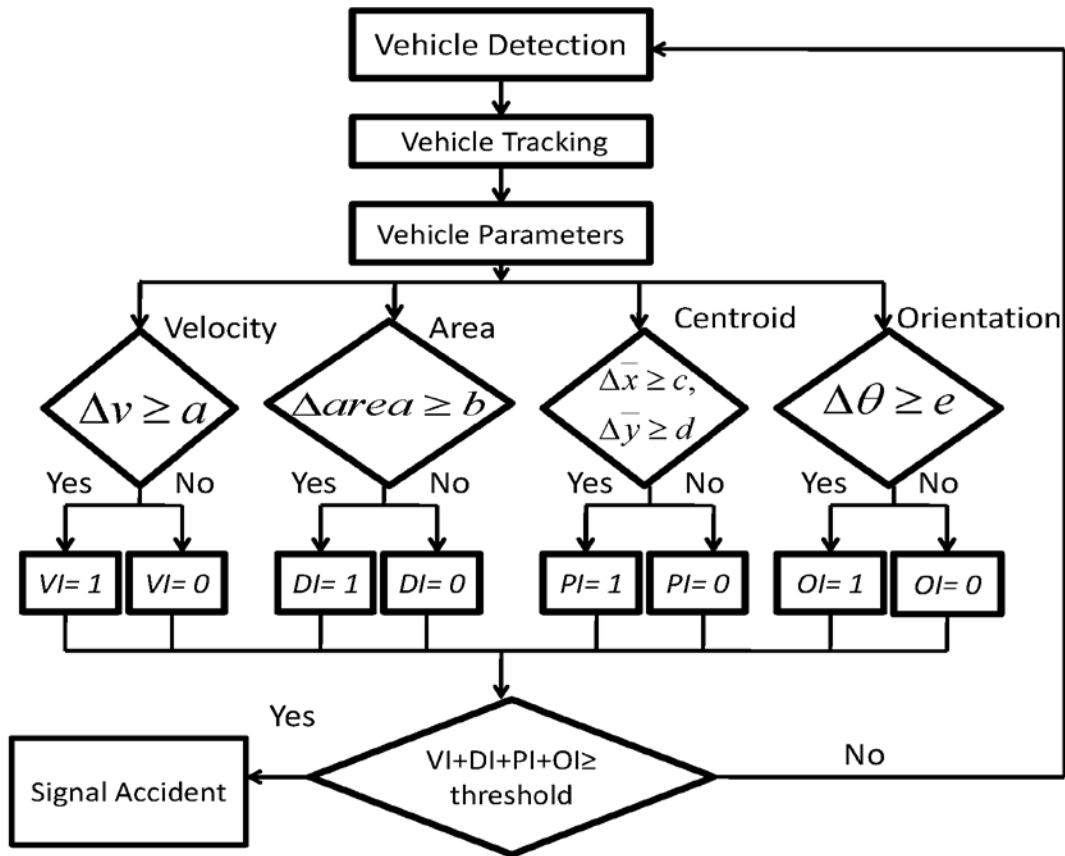 Vehicle Detection
Vehicle Tracking
Vehicle Parameters
Velocity
Area
Centroid
Orientation
Δv ≥ a
Δarea ≥ b
Δx̅ ≥ c,
Δy̅ ≥ d
Δθ ≥ e
Yes No
Yes No
Yes No
Yes No
VI= 1
VI= 0
DI= 1
DI= 0
PI= 1
PI= 0
OI= 1
OI= 0
Yes
No
VI+DI+PI+OI≥
threshold
Signal Accident